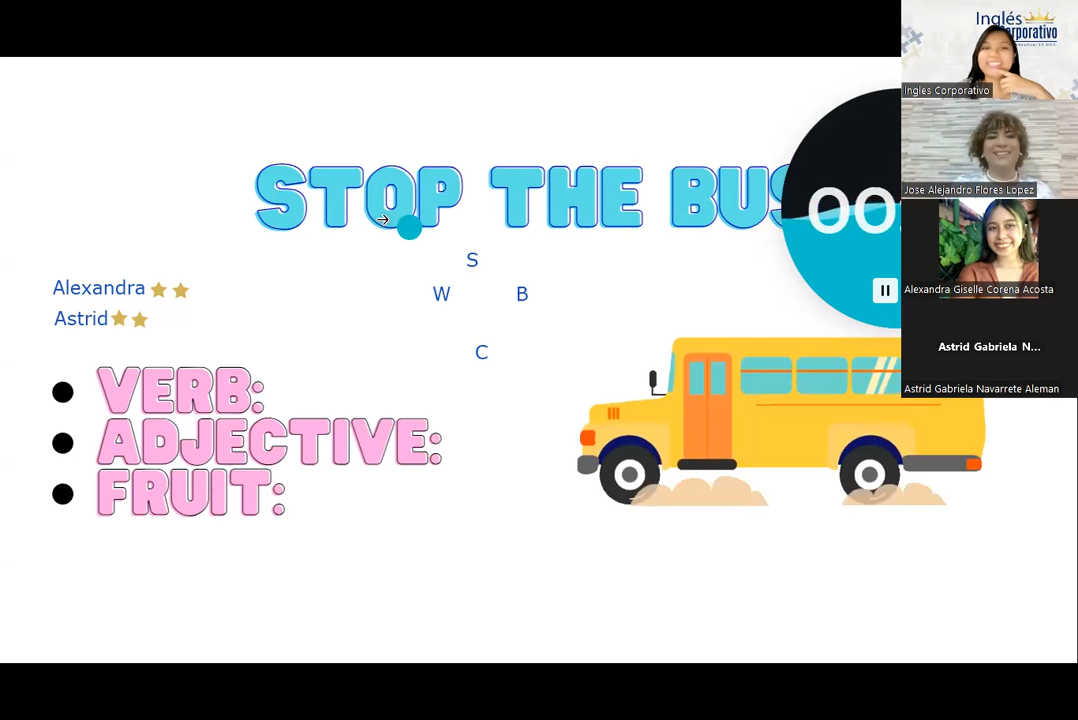 Inglés
Corporativo
Ingles Corporativo
Jose Alejandro Flores Lopez
Alexandra Giselle Corena Acosta
Astrid Gabriela N...
Astrid Gabriela Navarrete Aleman
STOP THE BUS
00:
S
W B
C
Alexandra
Astrid
VERB:
ADJECTIVE:
FRUIT: